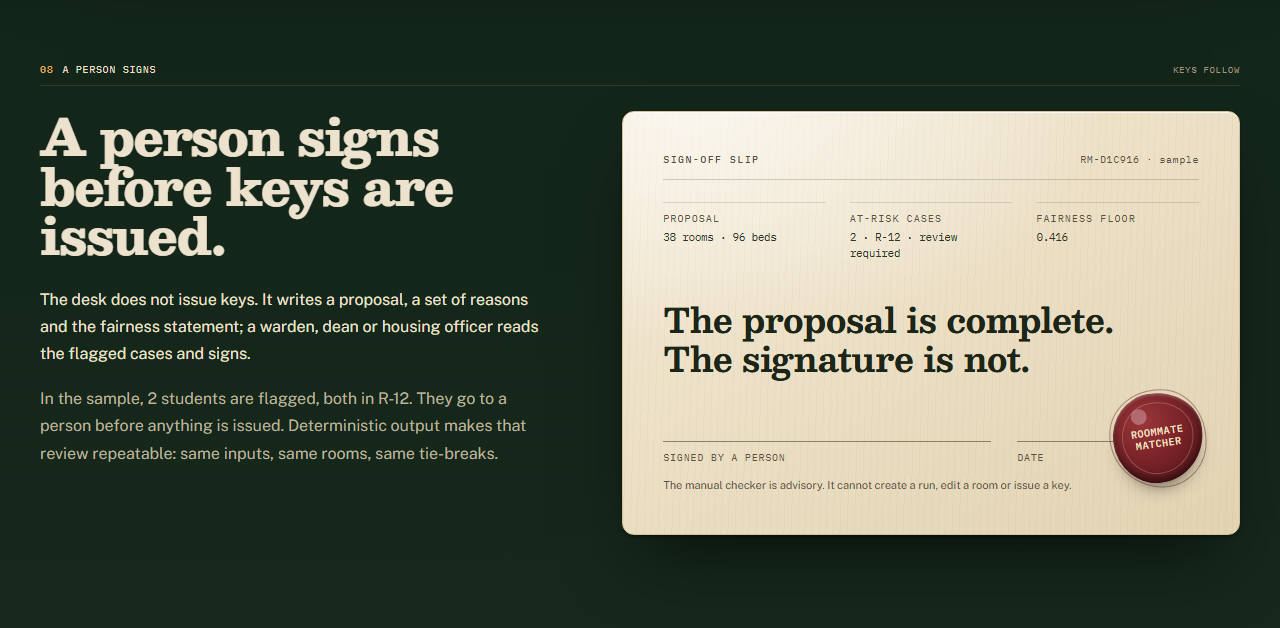 08 A PERSON SIGNS
KEYS FOLLOW
A person signs
before keys are
issued.
The desk does not issue keys. It writes a proposal, a set of reasons
and the fairness statement; a warden, dean or housing officer reads
the flagged cases and signs.
In the sample, 2 students are flagged, both in R-12. They go to a
person before anything is issued. Deterministic output makes that
review repeatable: same inputs, same rooms, same tie-breaks.
SIGN-OFF SLIP
RM-D1C916 · sample
PROPOSAL
38 rooms · 96 beds
AT-RISK CASES
2 · R-12 · review
required
FAIRNESS FLOOR
0.416
The proposal is complete.
The signature is not.
SIGNED BY A PERSON
DATE
ROOMMATE
MATCHER
The manual checker is advisory. It cannot create a run, edit a room or issue a key.